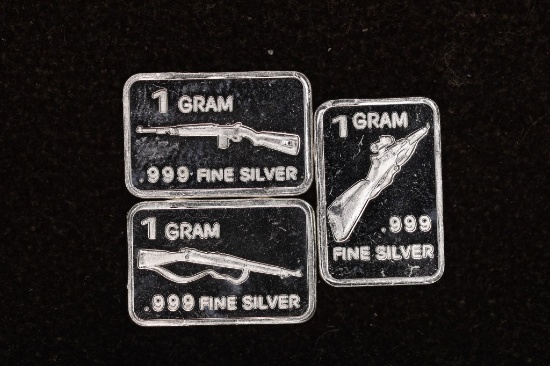 1 GRAM
.999 FINE SILVER
1 GRAM
.999 FINE SILVER
1 GRAM
.999
FINE SILVER